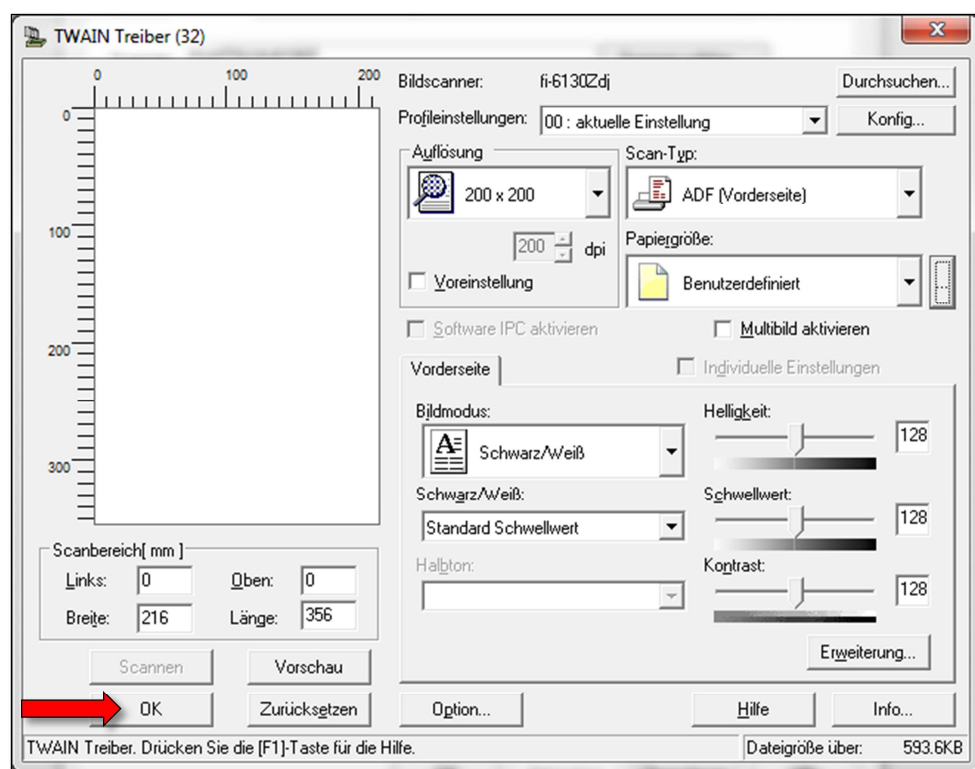 TWAIN Treiber (32)
0 100 200
Bildscanner: fi-6130Zdj Durchsuchen...
Profileinstellungen: 00 : aktuelle Einstellung Konfig...
Auflösung
200 x 200
200 dpi
Voreinstellung
Scan-Typ:
ADF (Vorderseite)
Papiergröße:
Benutzerdefiniert
Software IPC aktivieren
Multibild aktivieren
Vorderseite
Individuelle Einstellungen
Bildmodus:
Schwarz/Weiß
Schwarz/Weiß:
Standard Schwellwert
Halbton:
Helligkeit:
128
Schwellwert:
128
Kontrast:
128
Erweiterung...
0
100
200
300
Scanbereich[ mm ]
Links: 0 Oben: 0
Breite: 216 Länge: 356
Scannen Vorschau
OK Zurücksetzen Option... Hilfe Info...
TWAIN Treiber. Drücken Sie die [F1]-Taste für die Hilfe. Dateigröße über: 593.6KB